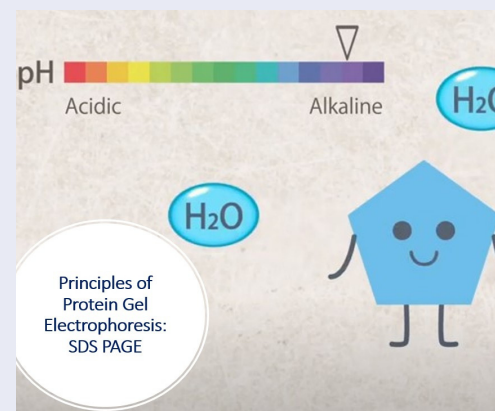 pH
Acidic Alkaline
H₂O
H₂O
Principles of
Protein Gel
Electrophoresis:
SDS PAGE